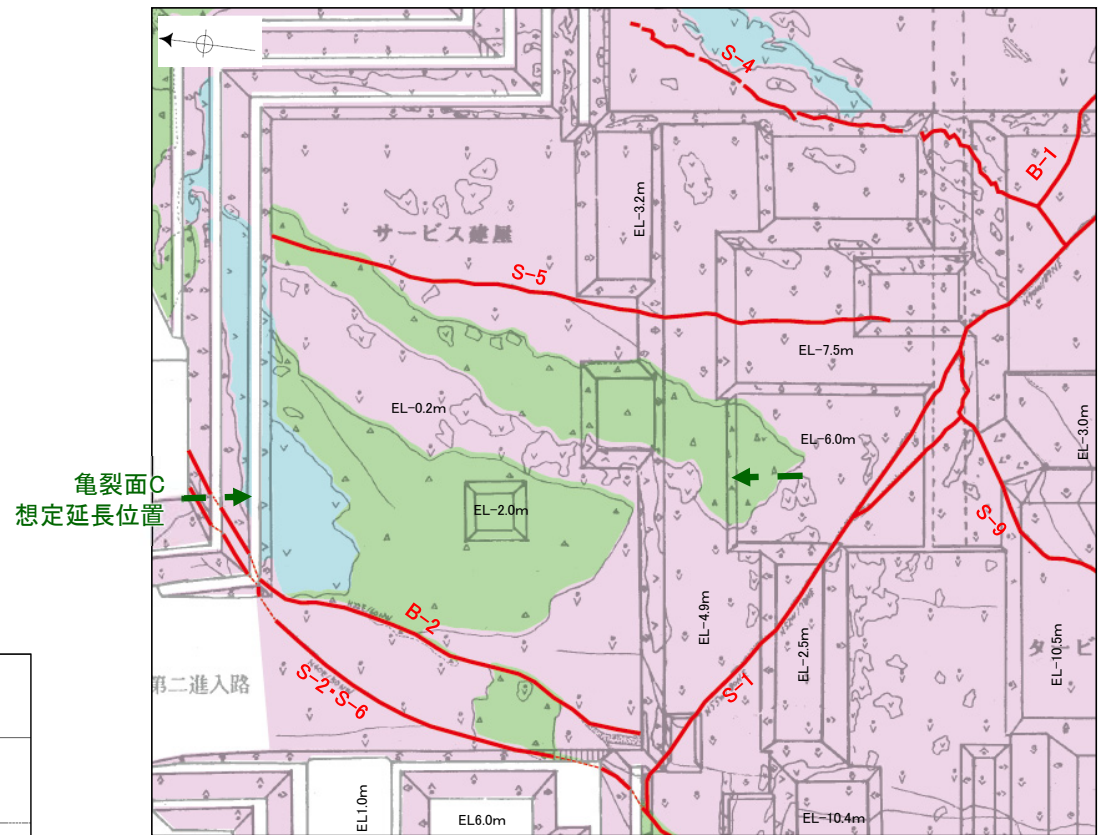 S-4
B-1
EL-3.2m
サービス建屋
S-5
EL-7.5m
EL-0.2m
EL-6.0m
EL-3.0m
亀裂面C
想定延長位置
EL-2.0m
S-9
B-2
EL-4.9m
EL-2.5m
EL-10.5m
タービ
第二進入路
S-2・S-6
S-1
EL1.0m
EL6.0m
EL-10.4m